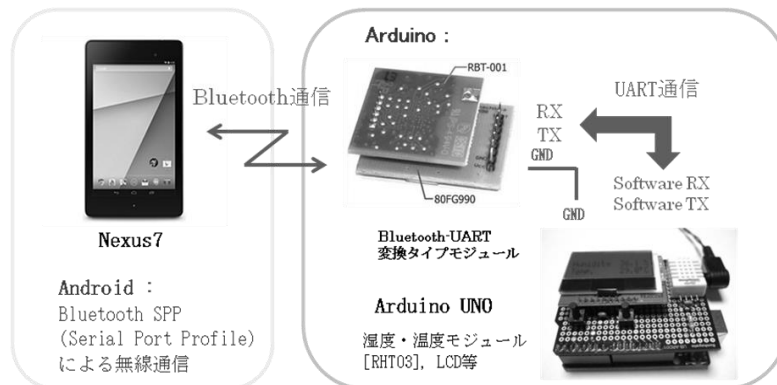 Bluetooth通信
Nexus7
Android :
Bluetooth SPP
(Serial Port Profile)
による無線通信
Arduino :
RBT-001
80FG990
Bluetooth-UART
変換タイプモジュール
RX
TX
GND
GND
UART通信
Software RX
Software TX
Arduino UNO
湿度・温度モジュール
[RHT03], LCD等